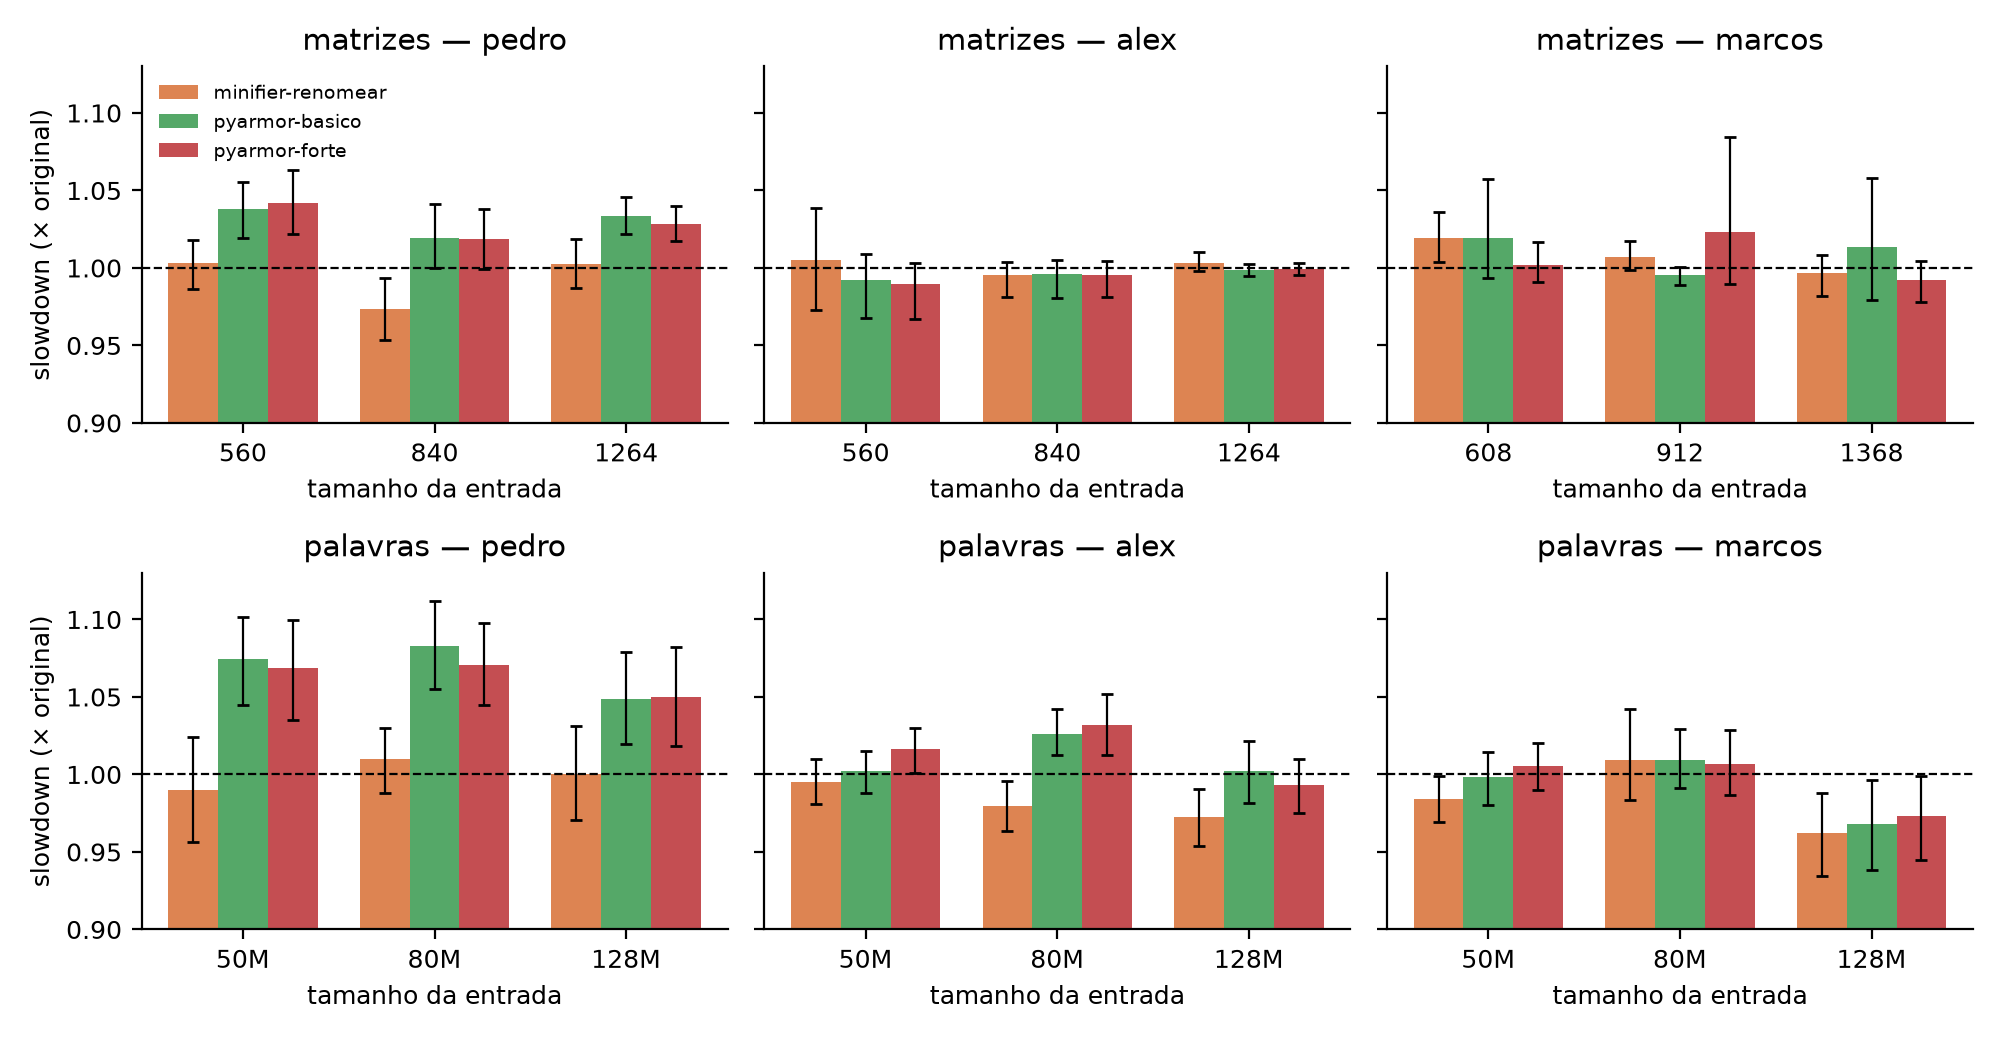 matrizes — pedro
minifier-renomear
pyarmor-basico
pyarmor-forte
slowdown (× original)
1.10
1.05
1.00
0.95
0.90
560 840 1264
tamanho da entrada
matrizes — alex
560 840 1264
tamanho da entrada
matrizes — marcos
608 912 1368
tamanho da entrada
palavras — pedro
slowdown (× original)
1.10
1.05
1.00
0.95
0.90
50M 80M 128M
tamanho da entrada
palavras — alex
50M 80M 128M
tamanho da entrada
palavras — marcos
50M 80M 128M
tamanho da entrada